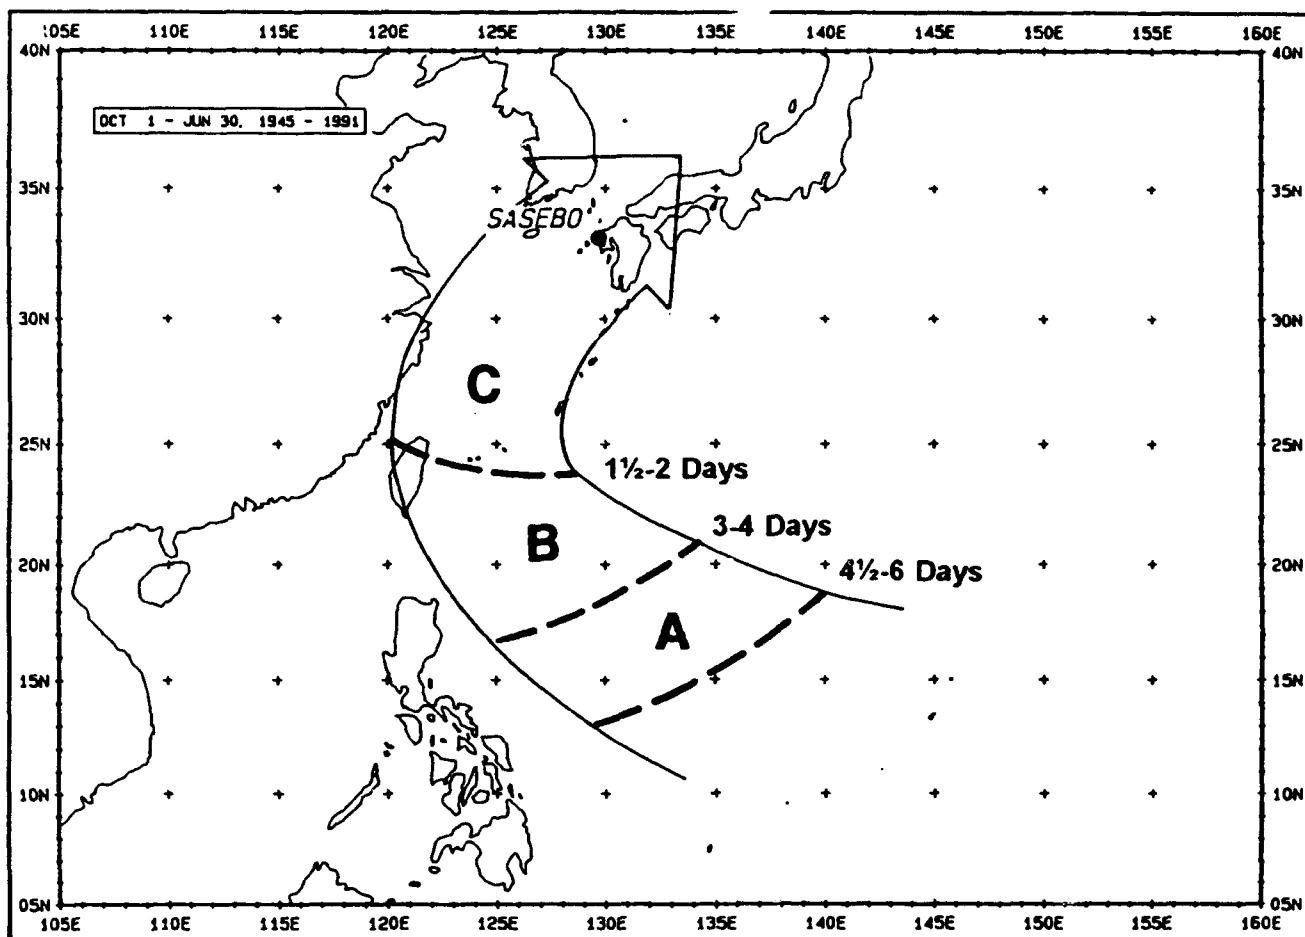 105E 110E 115E 120E 125E 130E 135E 140E 145E 150E 155E 160E
40N 40N
OCT 1 - JUN 30, 1945 - 1991
35N 35N
SASEBO
30N 30N
C
25N 25N
1½-2 Days
3-4 Days
B
20N 20N
4½-6 Days
A
15N 15N
10N 10N
05N 05N
105E 110E 115E 120E 125E 130E 135E 140E 145E 150E 155E 160E